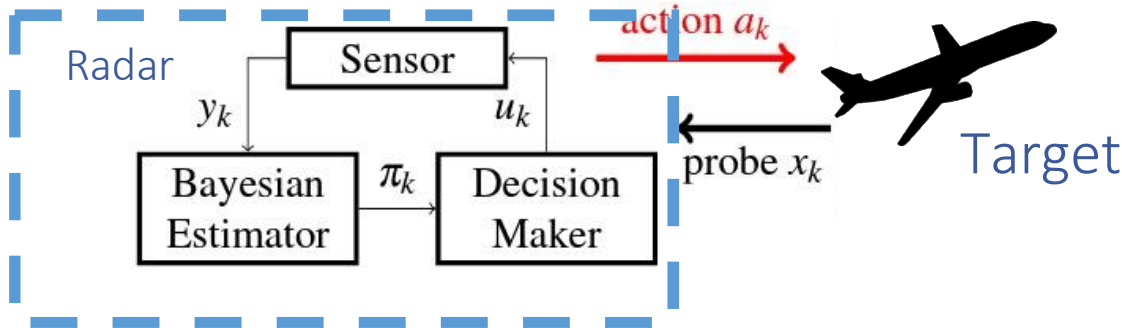 action a_k
Radar
Sensor
y_k
u_k
probe x_k
Target
Bayesian
Estimator
π_k
Decision
Maker